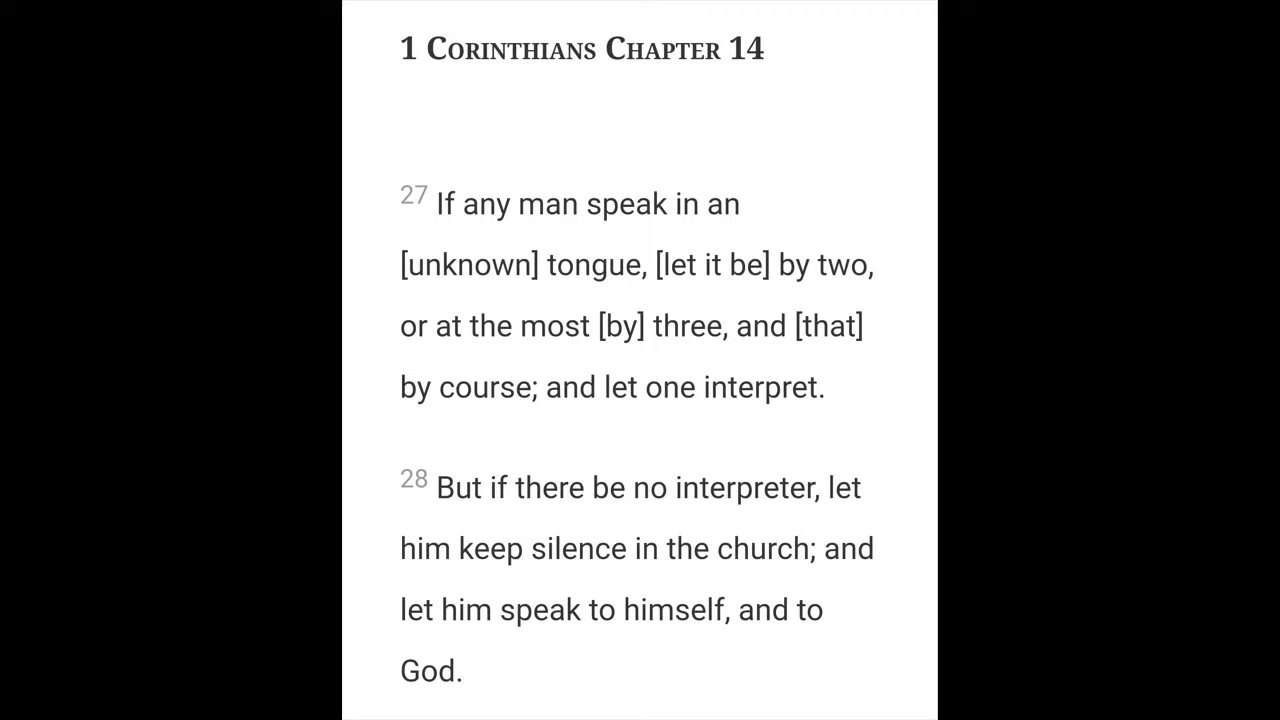 1 Corinthians Chapter 14
27 If any man speak in an
[unknown] tongue, [let it be] by two,
or at the most [by] three, and [that]
by course; and let one interpret.
28 But if there be no interpreter, let
him keep silence in the church; and
let him speak to himself, and to
God.